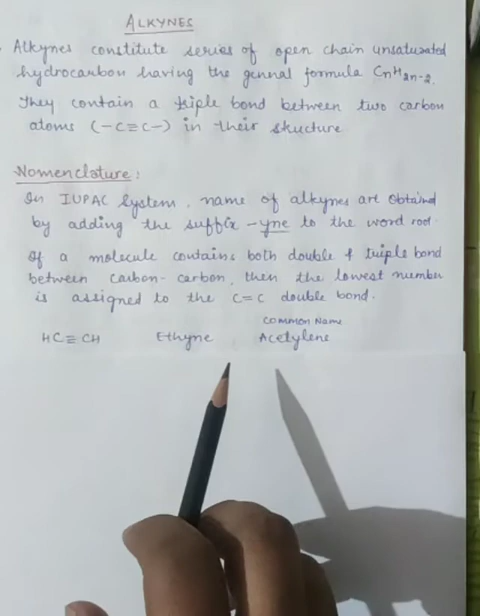 ALKYNES
Alkynes constitute series of open chain unsaturated
hydrocarbon having the general formula CnH2n-2.
They contain a triple bond between two carbon
atoms (-C≡C-) in their structure
Nomenclature:
In IUPAC System, name of alkynes are obtained
by adding the suffix -yne to the word root.
If a molecule contains both double & triple bond
between carbon-carbon, then the lowest number
is assigned to the C=C double bond.
Common Name
HC≡CH Ethyne Acetylene